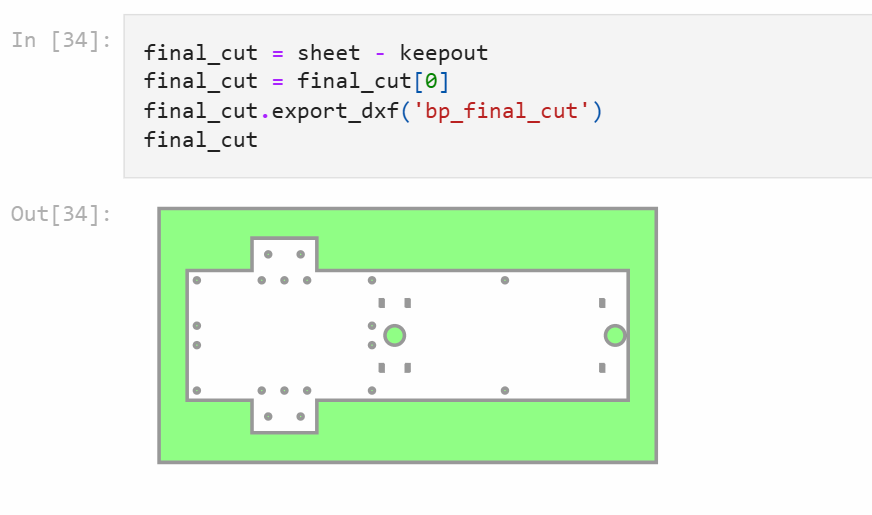 In [34]:
final_cut = sheet - keepout
final_cut = final_cut[0]
final_cut.export_dxf('bp_final_cut')
final_cut
Out[34]: